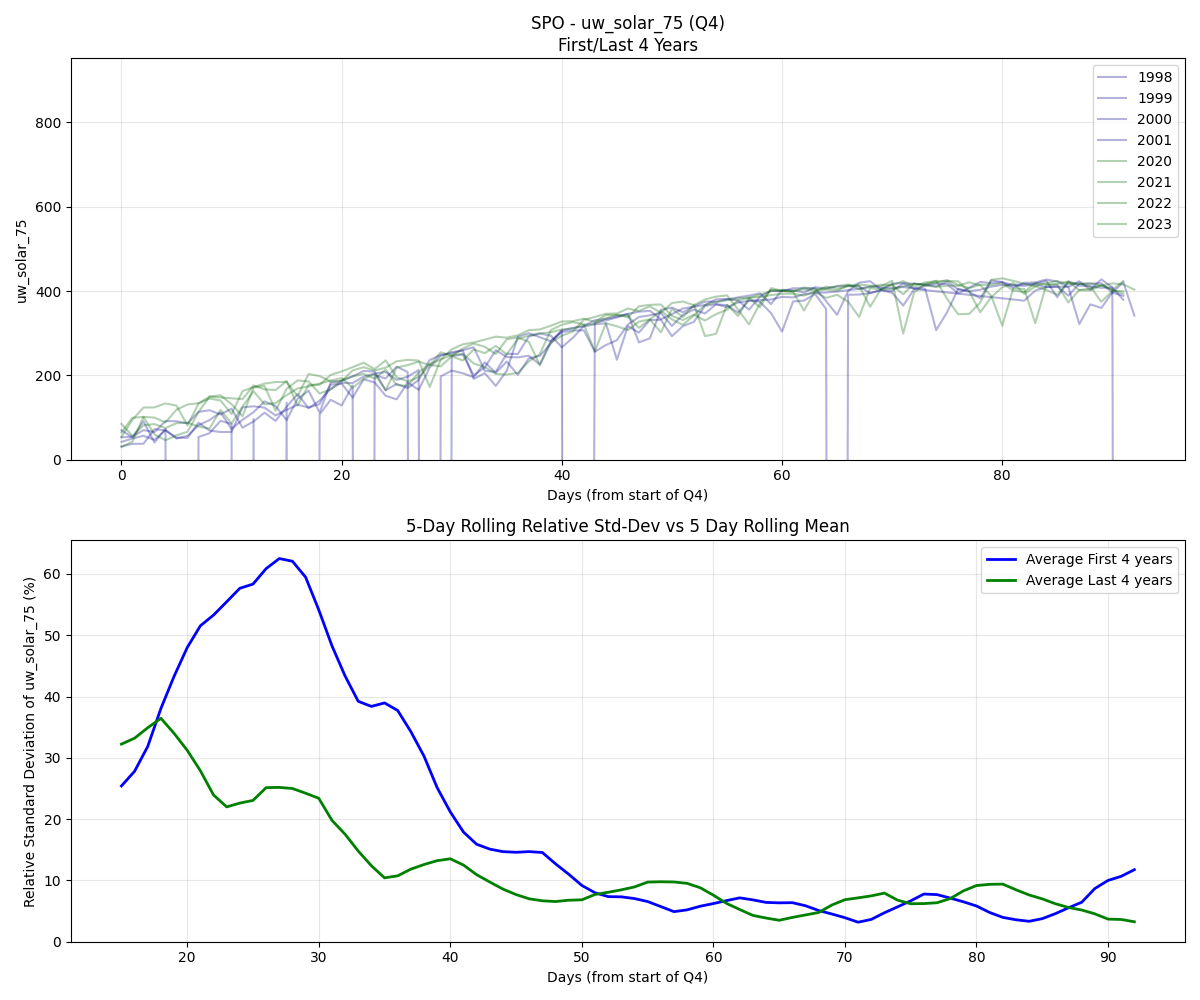 SPO - uw_solar_75 (Q4)
First/Last 4 Years
uw_solar_75
800
600
400
200
0
1998
1999
2000
2001
2020
2021
2022
2023
0 20 40 60 80
Days (from start of Q4)
5-Day Rolling Relative Std-Dev vs 5 Day Rolling Mean
Relative Standard Deviation of uw_solar_75 (%)
60
50
40
30
20
10
0
Average First 4 years
Average Last 4 years
20 30 40 50 60 70 80 90
Days (from start of Q4)